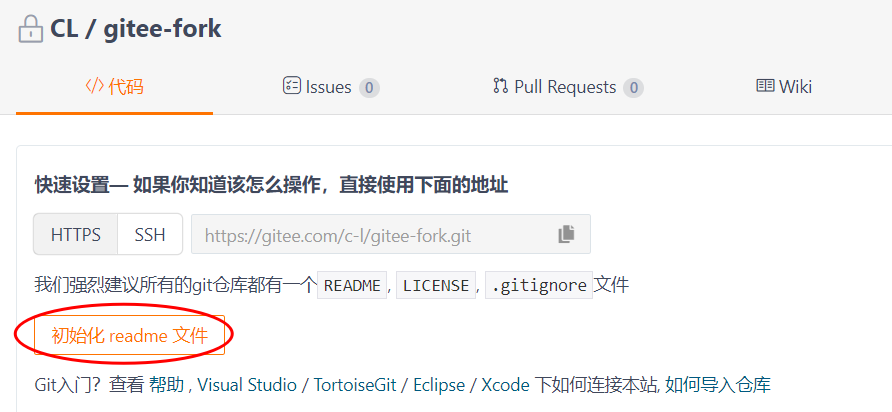 CL / gitee-fork
代码 Issues 0 Pull Requests 0 Wiki
快速设置— 如果你知道该怎么操作，直接使用下面的地址
HTTPS SSH https://gitee.com/c-l/gitee-fork.git
我们强烈建议所有的git仓库都有一个 README, LICENSE, .gitignore 文件
初始化 readme 文件
Git入门？查看 帮助 , Visual Studio / TortoiseGit / Eclipse / Xcode 下如何连接本站, 如何导入仓库